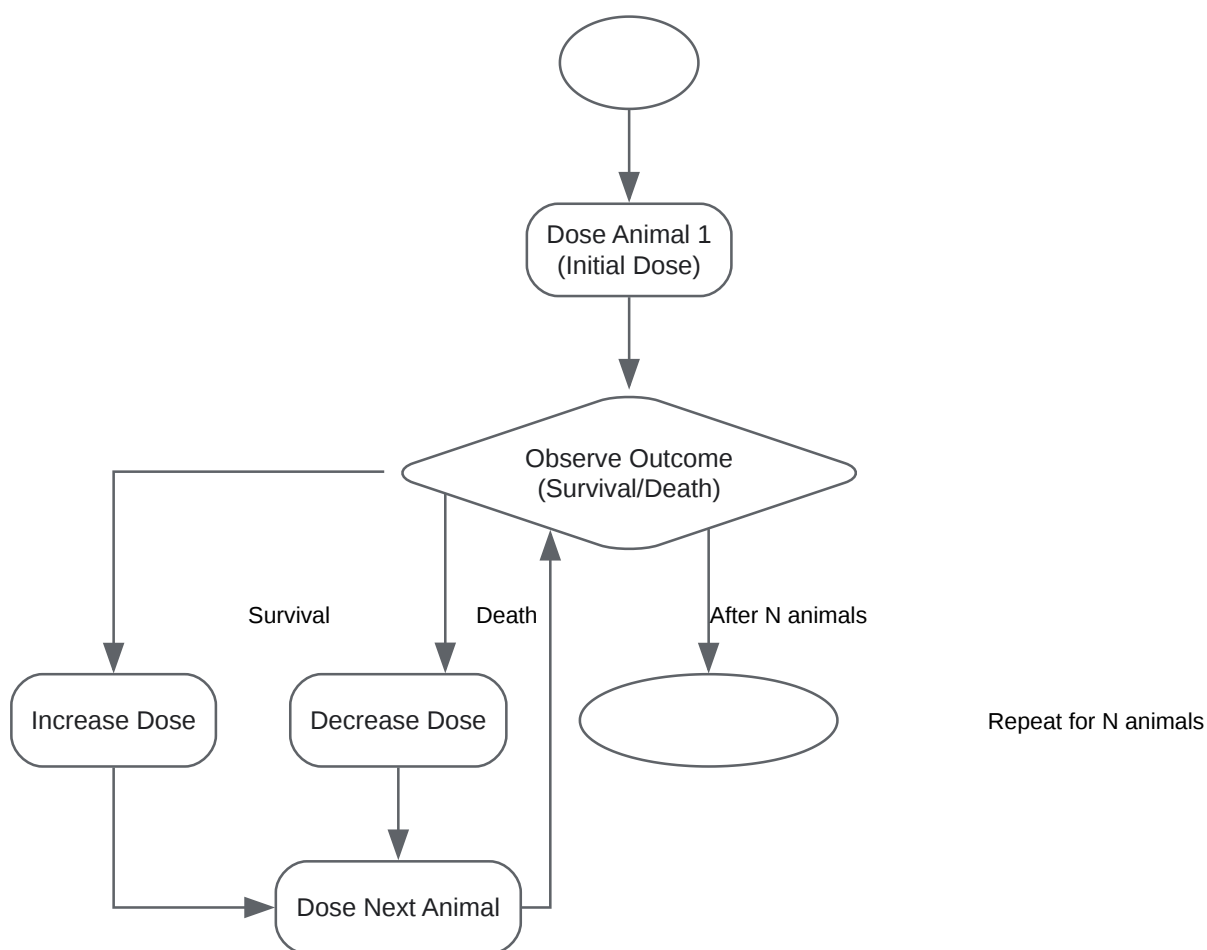 Dose Animal 1
(Initial Dose)
Observe Outcome
(Survival/Death)
Survival
Death
After N animals
Increase Dose
Decrease Dose
Repeat for N animals
Dose Next Animal